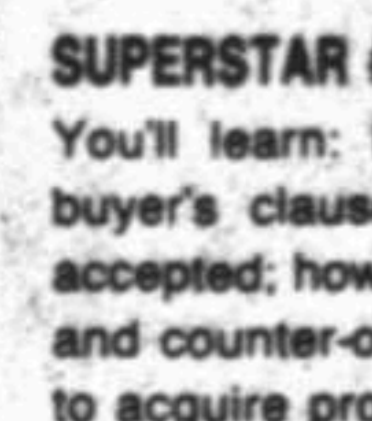 SUPERSTAR
You'll learn:
buyer's claus
accepted; how
and counter-o
to acquire pro